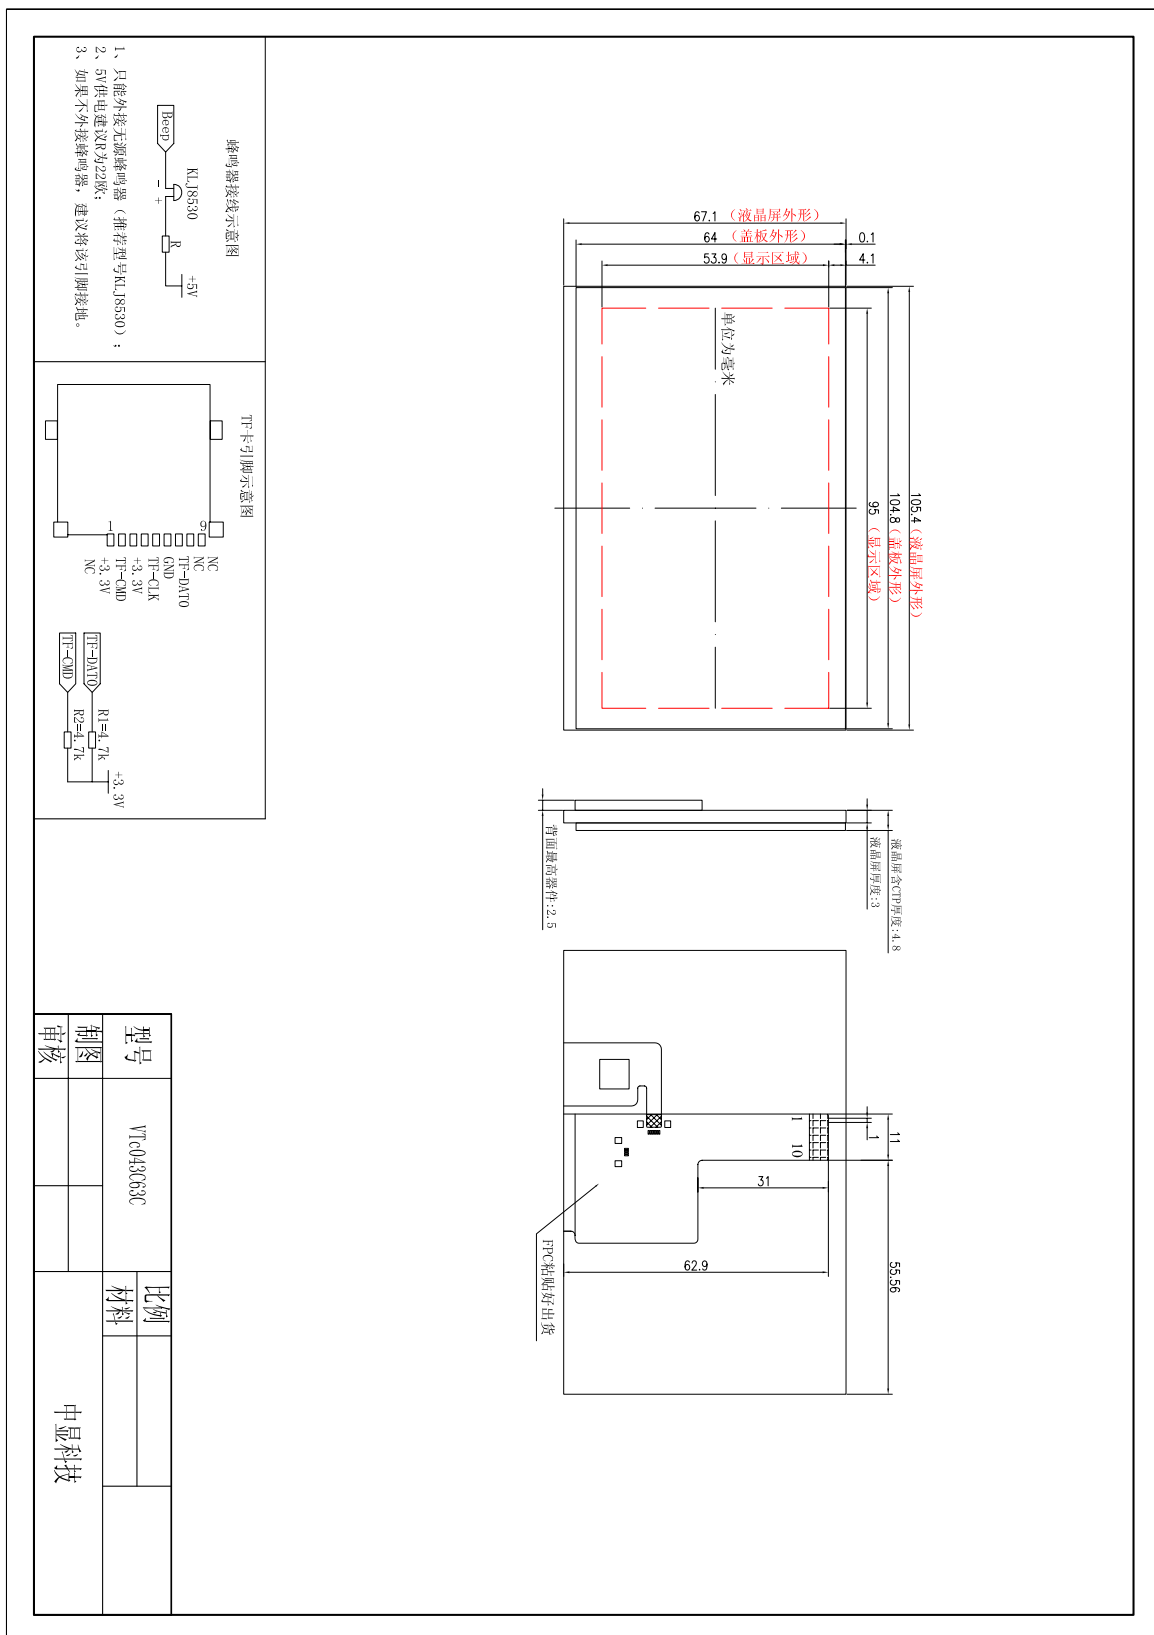 105.4（液晶屏外形）
104.8（盖板外形）
95（显示区域）
67.1（液晶屏外形）
64（盖板外形）
53.9（显示区域）
0.1
4.1
单位为毫米
液晶屏含CTP厚度:4.8
液晶屏厚度:3
背面最高器件:2.5
11
1
55.56
1
10
31
62.9
FPC粘贴好出货
蜂鸣器接线示意图
KLJ8530
Beep
-
+
R
+5V
1、只能外接无源蜂鸣器（推荐型号KLJ8530）；
2、5V供电建议R为22欧；
3、如果不外接蜂鸣器，建议将该引脚接地。
TF卡引脚示意图
9
1
NC
NC
TF-DAT0
GND
TF-CLK
+3.3V
TF-CMD
+3.3V
NC
TF-DAT0
R1=4.7k
TF-CMD
R2=4.7k
+3.3V
型号
VTc043C63C
比例
材料
制图
审核
中显科技